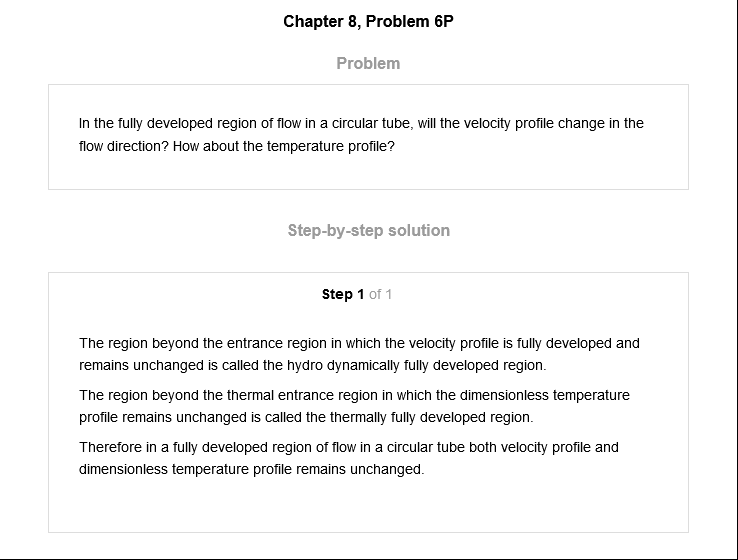 Chapter 8, Problem 6P
Problem
In the fully developed region of flow in a circular tube, will the velocity profile change in the
flow direction? How about the temperature profile?
Step-by-step solution
Step 1 of 1
The region beyond the entrance region in which the velocity profile is fully developed and
remains unchanged is called the hydro dynamically fully developed region.
The region beyond the thermal entrance region in which the dimensionless temperature
profile remains unchanged is called the thermally fully developed region.
Therefore in a fully developed region of flow in a circular tube both velocity profile and
dimensionless temperature profile remains unchanged.